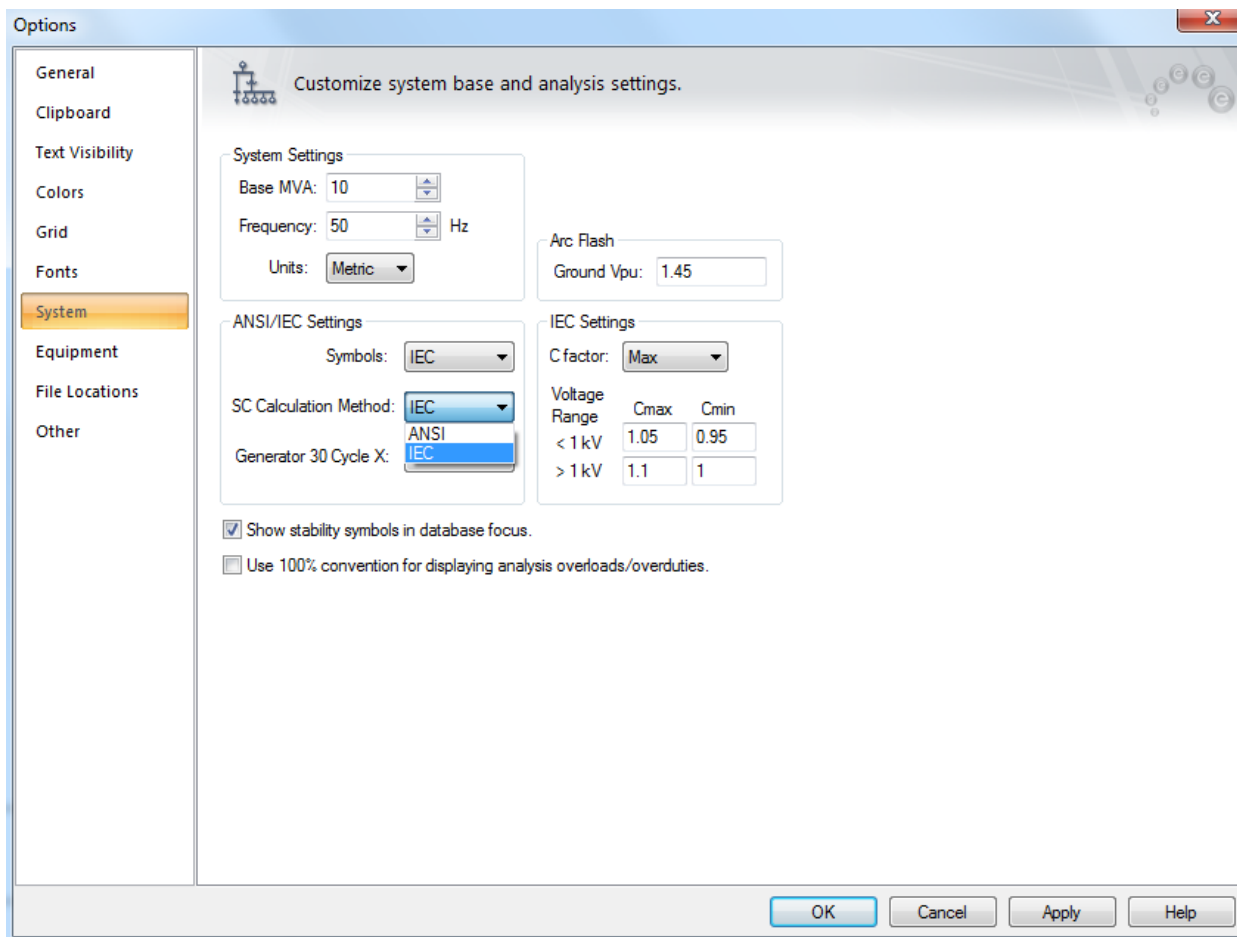 Options
General
Clipboard
Text Visibility
Colors
Grid
Fonts
System
Equipment
File Locations
Other
Customize system base and analysis settings.
System Settings
Base MVA: 10
Frequency: 50 Hz
Units: Metric
Arc Flash
Ground Vpu: 1.45
ANSI/IEC Settings
Symbols: IEC
SC Calculation Method: IEC
ANSI
IEC
Generator 30 Cycle X:
IEC Settings
C factor: Max
Voltage Range Cmax Cmin
< 1 kV 1.05 0.95
> 1 kV 1.1 1
Show stability symbols in database focus.
Use 100% convention for displaying analysis overloads/overduties.
OK Cancel Apply Help